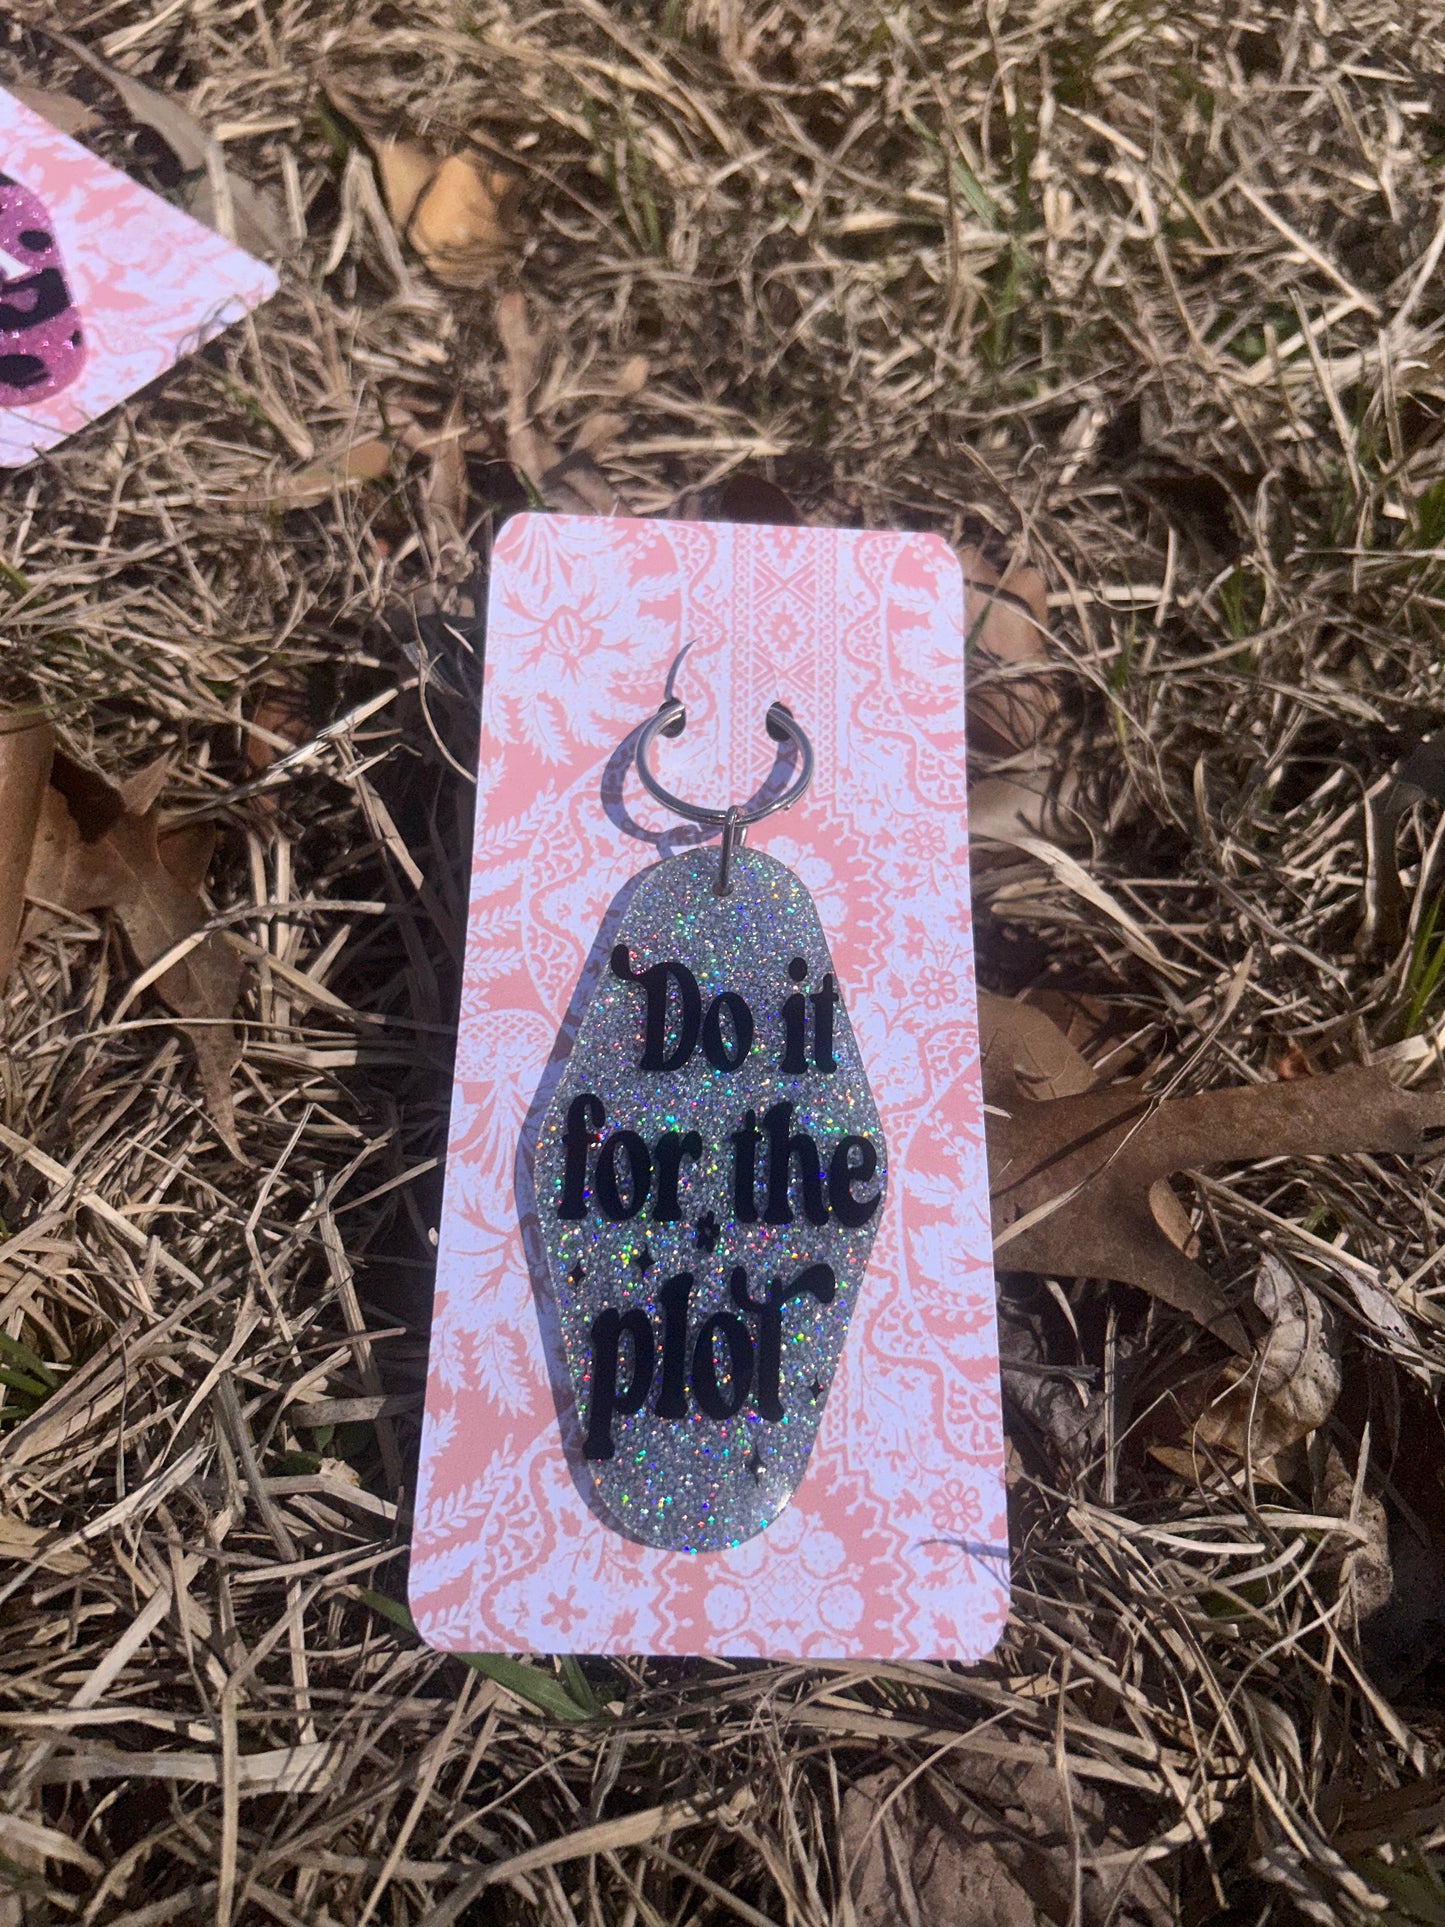 Do it
for the
plot